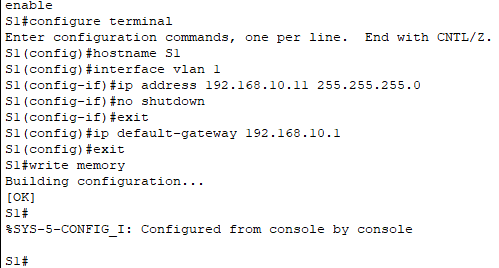 enable
S1#configure terminal
Enter configuration commands, one per line.  End with CNTL/Z.
S1(config)#hostname S1
S1(config)#interface vlan 1
S1(config-if)#ip address 192.168.10.11 255.255.255.0
S1(config-if)#no shutdown
S1(config-if)#exit
S1(config)#ip default-gateway 192.168.10.1
S1(config)#exit
S1#write memory
Building configuration...
[OK]
S1#
%SYS-5-CONFIG_I: Configured from console by console
S1#